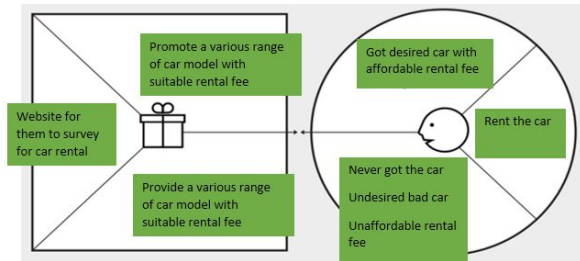 Promote a various range
of car model with
suitable rental fee
Website for
them to survey
for car rental
Provide a various range
of car model with
suitable rental fee
Got desired car with
affordable rental fee
Rent the car
Never got the car
Undesired bad car
Unaffordable rental
fee